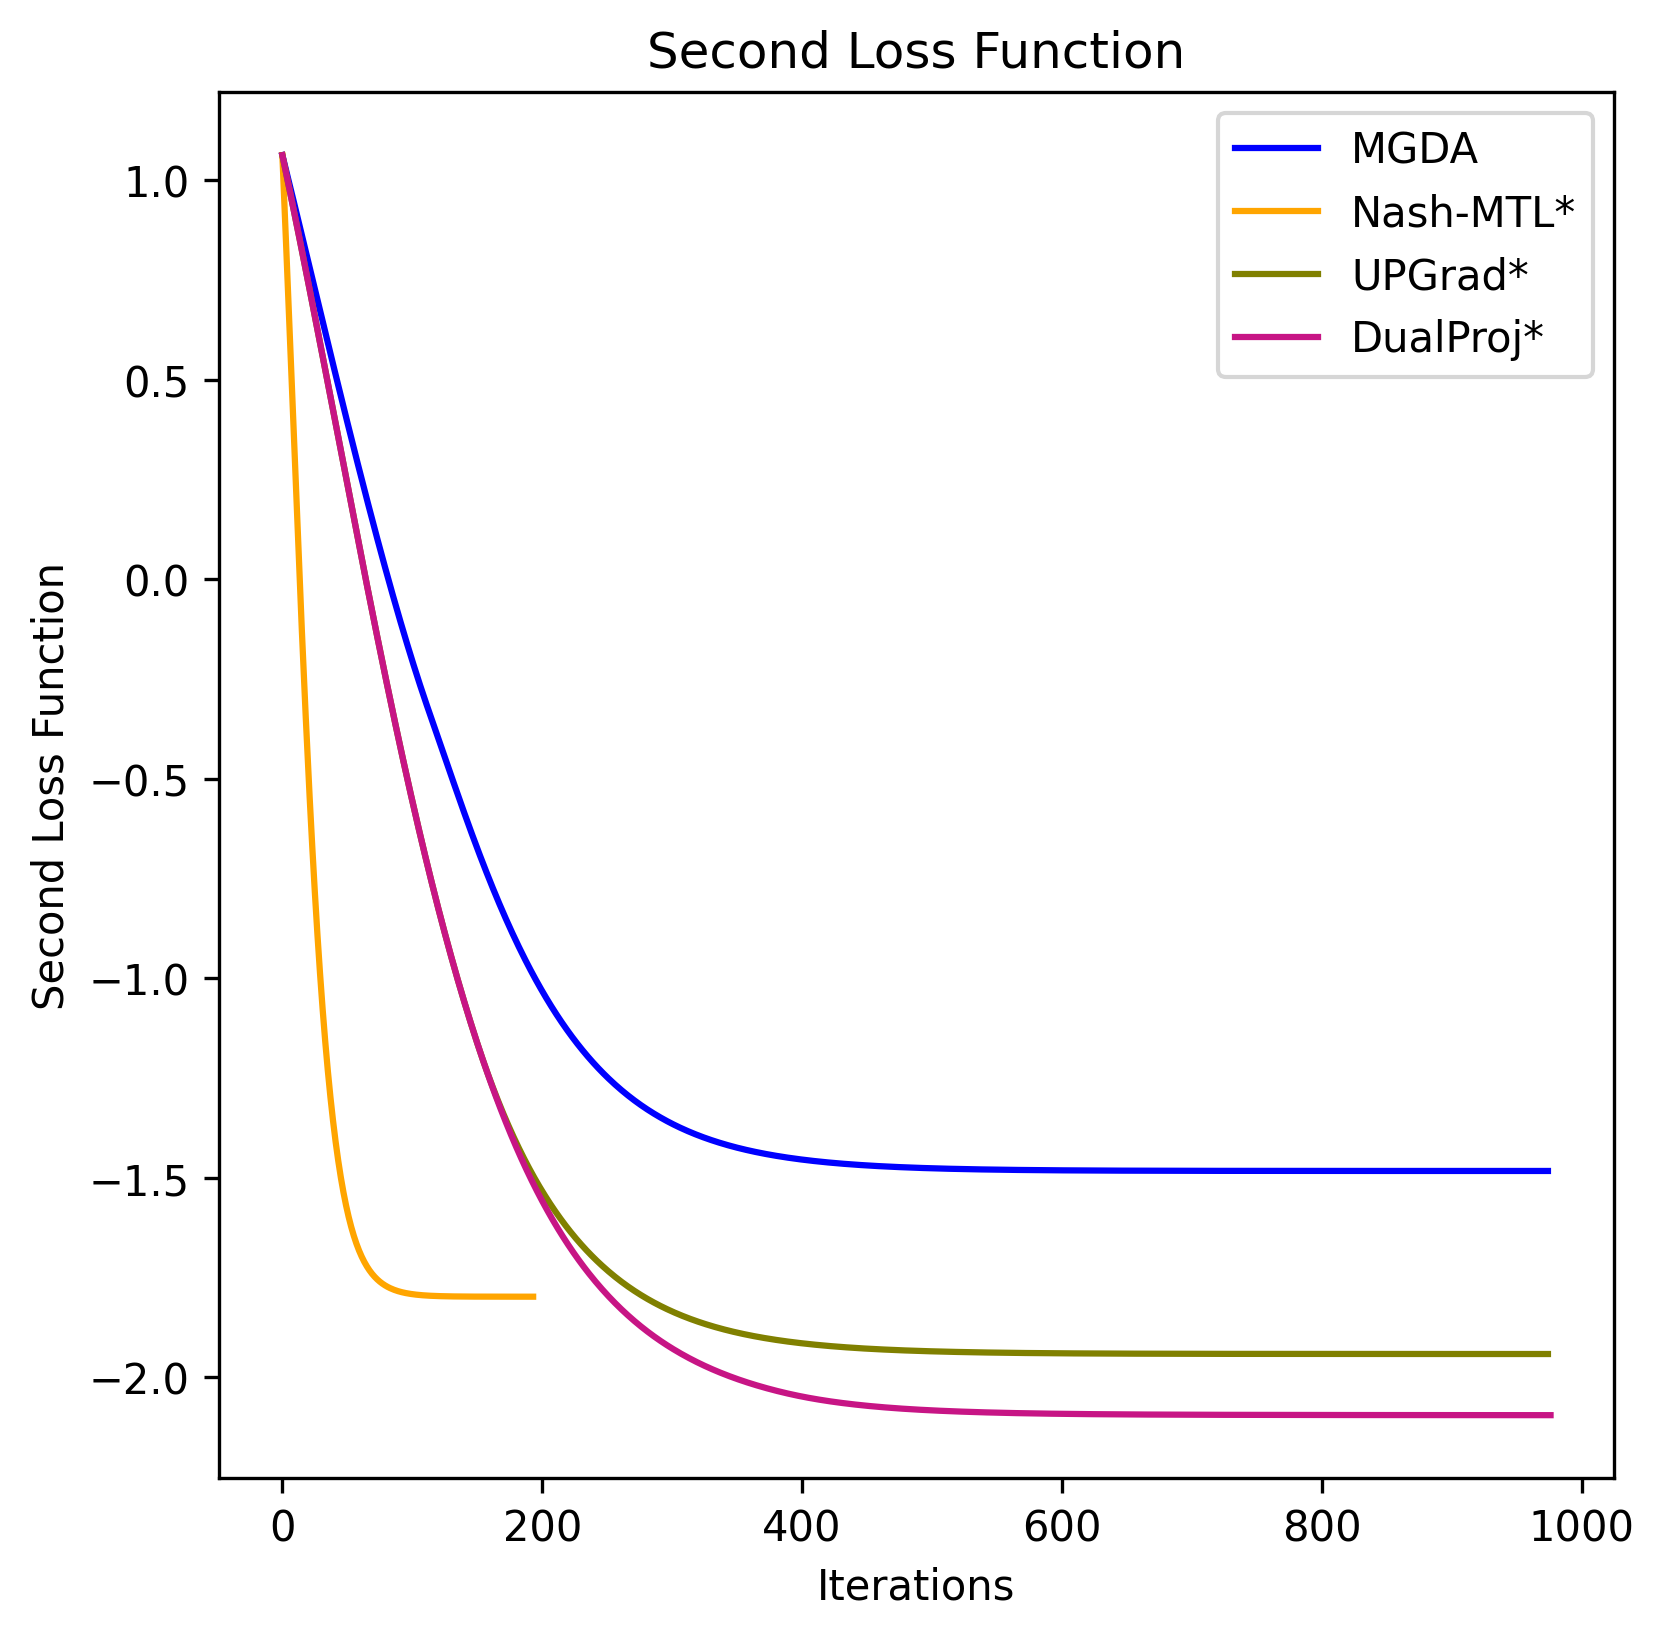 Second Loss Function
MGDA
Nash-MTL*
UPGrad*
DualProj*
1.0
0.5
0.0
−0.5
−1.0
−1.5
−2.0
Second Loss Function
0 200 400 600 800 1000
Iterations